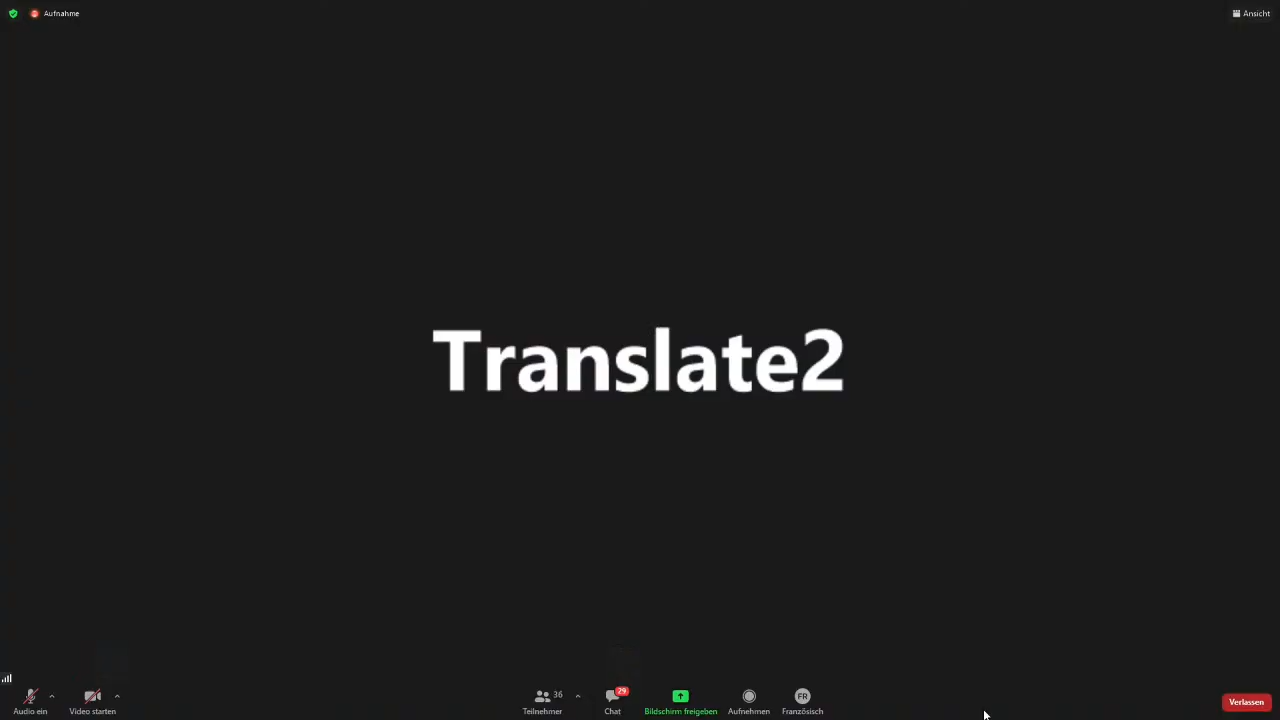 Aufnahme
Ansicht
Translate2
Audio ein
Video starten
36
Teilnehmer
29
Chat
Bildschirm freigeben
Aufnehmen
FR
Französisch
Verlassen